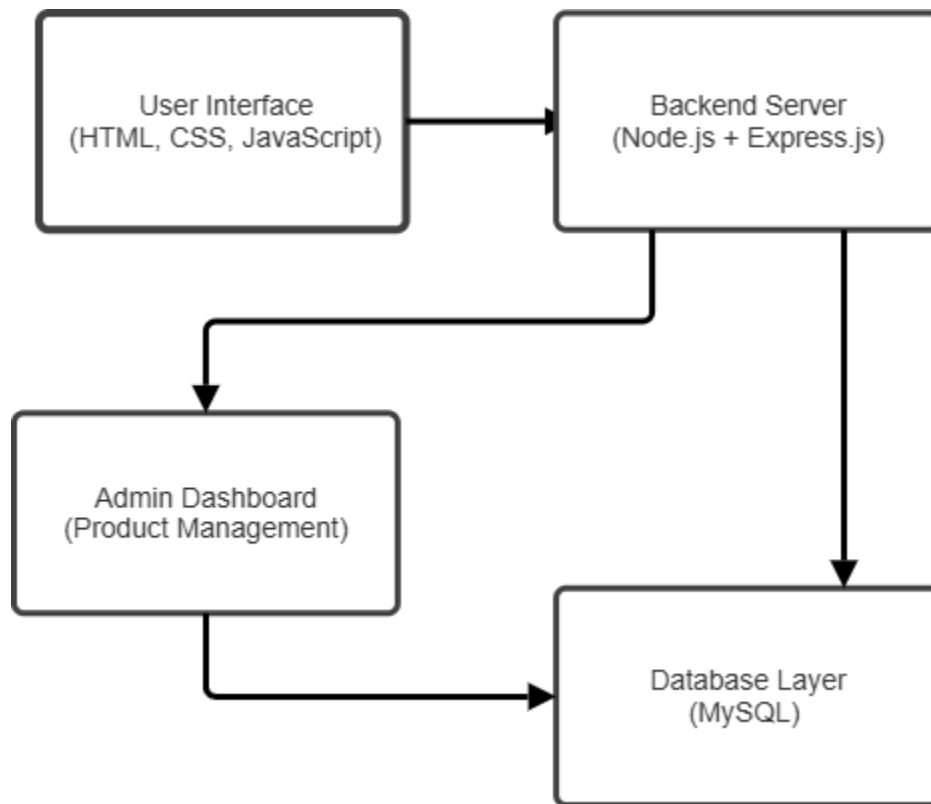 User Interface
(HTML, CSS, JavaScript)
Backend Server
(Node.js + Express.js)
Admin Dashboard
(Product Management)
Database Layer
(MySQL)